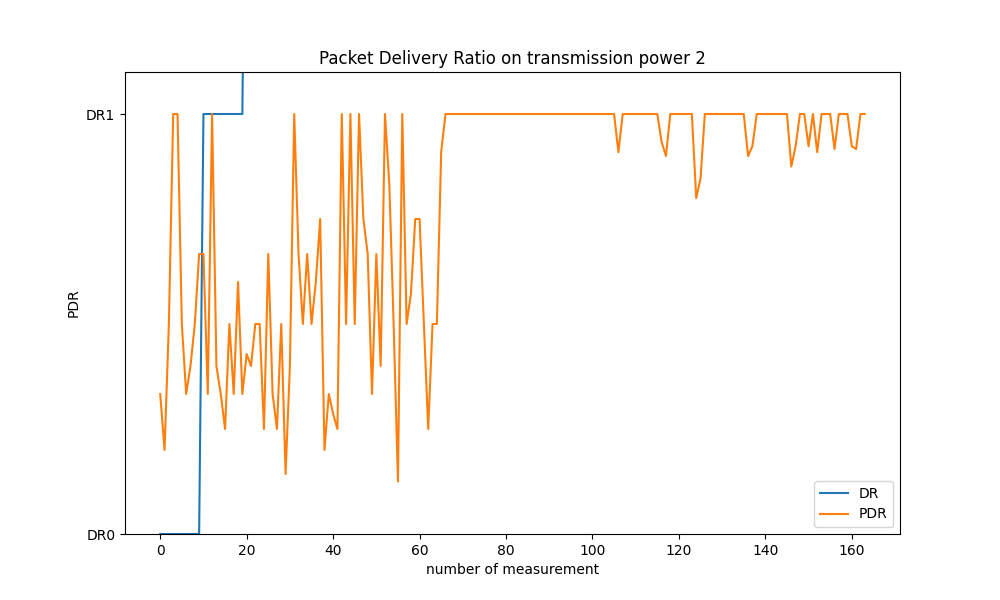 Packet Delivery Ratio on transmission power 2
DR1
PDR
DR0
DR
PDR
0 20 40 60 80 100 120 140 160
number of measurement